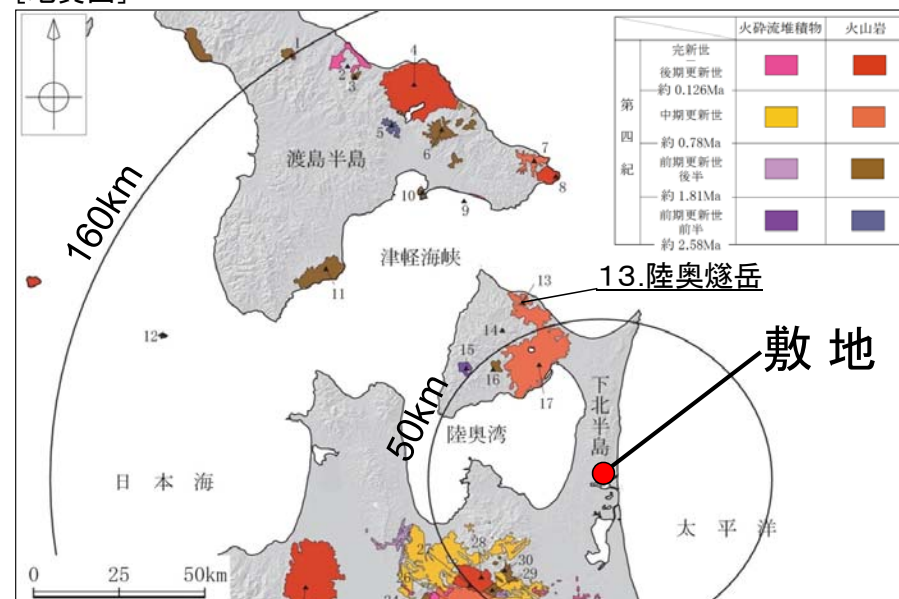 火砕流堆積物
火山岩
第四紀
完新世
－
後期更新世
約 0.126Ma
中期更新世
約 0.78Ma
前期更新世
後半
約 1.81Ma
前期更新世
前半
約 2.58Ma
1
2
3
4
5
6
7
8
9
10
11
12
渡島半島
160km
津軽海峡
13.陸奥燧岳
13
14
15
16
17
敷 地
50km
下北半島
陸奥湾
日 本 海
太 平 洋
27
28
30
29
26
0 25 50km